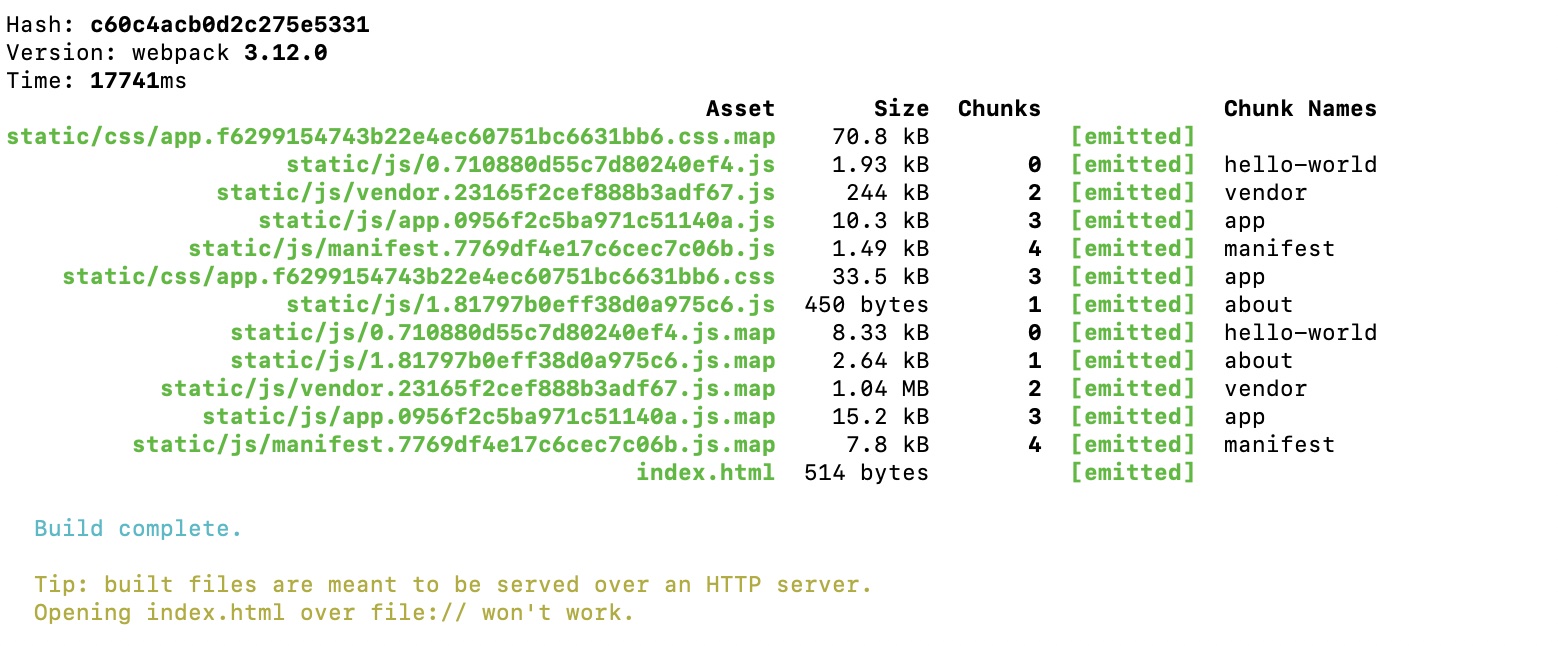 Hash: c60c4acb0d2c275e5331
Version: webpack 3.12.0
Time: 17741ms
Asset Size Chunks Chunk Names
static/css/app.f6299154743b22e4ec60751bc6631bb6.css.map 70.8 kB [emitted]
static/js/0.710880d55c7d80240ef4.js 1.93 kB 0 [emitted] hello-world
static/js/vendor.23165f2cef888b3adf67.js 244 kB 2 [emitted] vendor
static/js/app.0956f2c5ba971c51140a.js 10.3 kB 3 [emitted] app
static/js/manifest.7769df4e17c6cec7c06b.js 1.49 kB 4 [emitted] manifest
static/css/app.f6299154743b22e4ec60751bc6631bb6.css 33.5 kB 3 [emitted] app
static/js/1.81797b0eff38d0a975c6.js 450 bytes 1 [emitted] about
static/js/0.710880d55c7d80240ef4.js.map 8.33 kB 0 [emitted] hello-world
static/js/1.81797b0eff38d0a975c6.js.map 2.64 kB 1 [emitted] about
static/js/vendor.23165f2cef888b3adf67.js.map 1.04 MB 2 [emitted] vendor
static/js/app.0956f2c5ba971c51140a.js.map 15.2 kB 3 [emitted] app
static/js/manifest.7769df4e17c6cec7c06b.js.map 7.8 kB 4 [emitted] manifest
index.html 514 bytes [emitted]
Build complete.
Tip: built files are meant to be served over an HTTP server.
Opening index.html over file:// won't work.